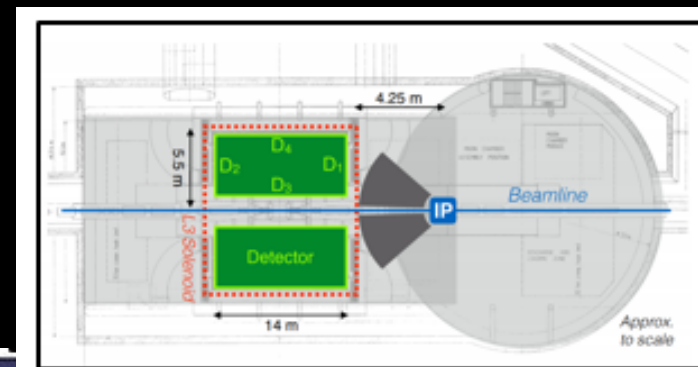 4.25 m
5.5 m
D4
D2
D1
D3
IP
Beamline
L3 Solenoid
Detector
14 m
Approx.
to scale